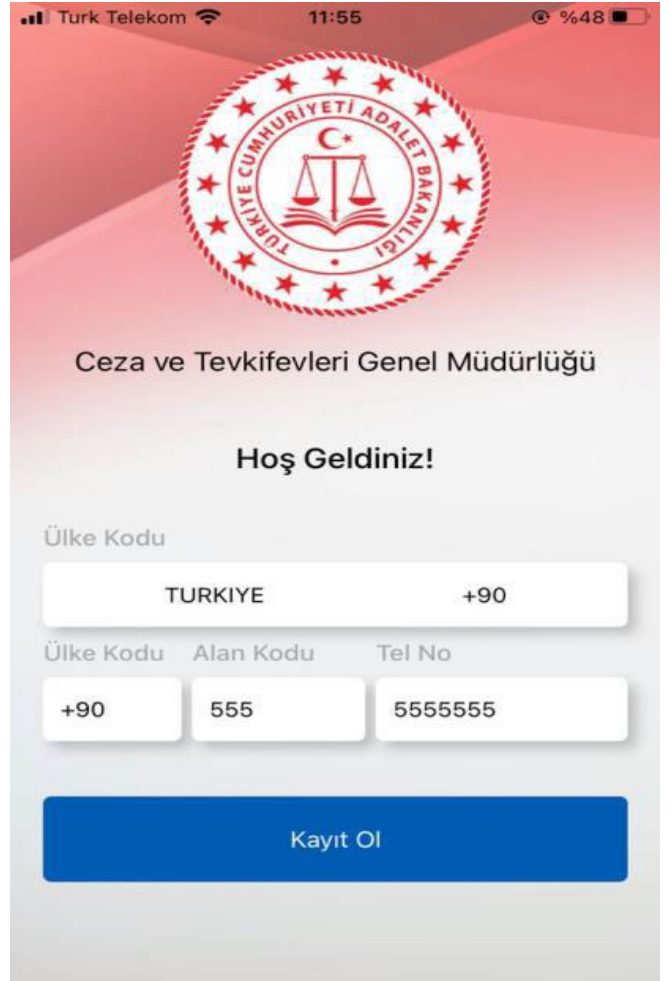 Turk Telekom 11:55 %48
TÜRKİYE CUMHURİYETİ ADALET BAKANLIĞI
Ceza ve Tevkifevleri Genel Müdürlüğü
Hoş Geldiniz!
Ülke Kodu
TURKIYE +90
Ülke Kodu Alan Kodu Tel No
+90 555 5555555
Kayıt Ol